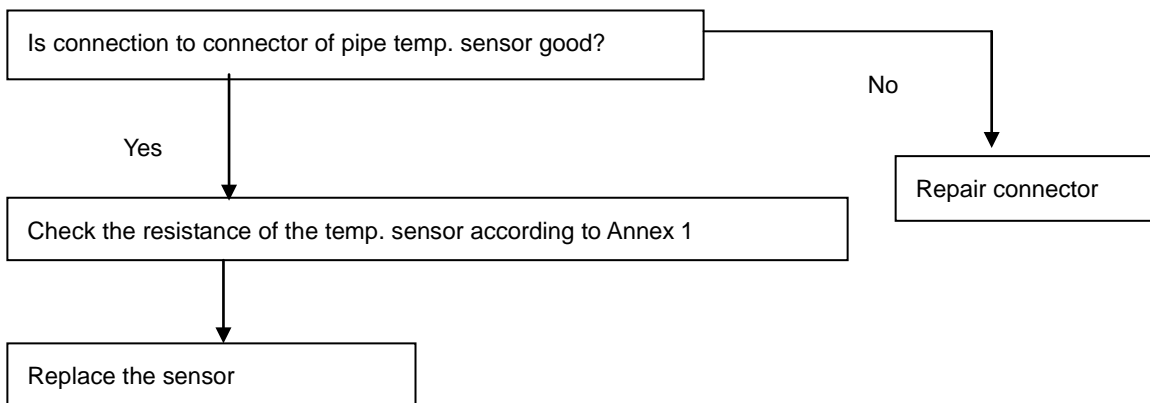 Is connection to connector of pipe temp. sensor good?
No
Yes
Repair connector
Check the resistance of the temp. sensor according to Annex 1
Replace the sensor